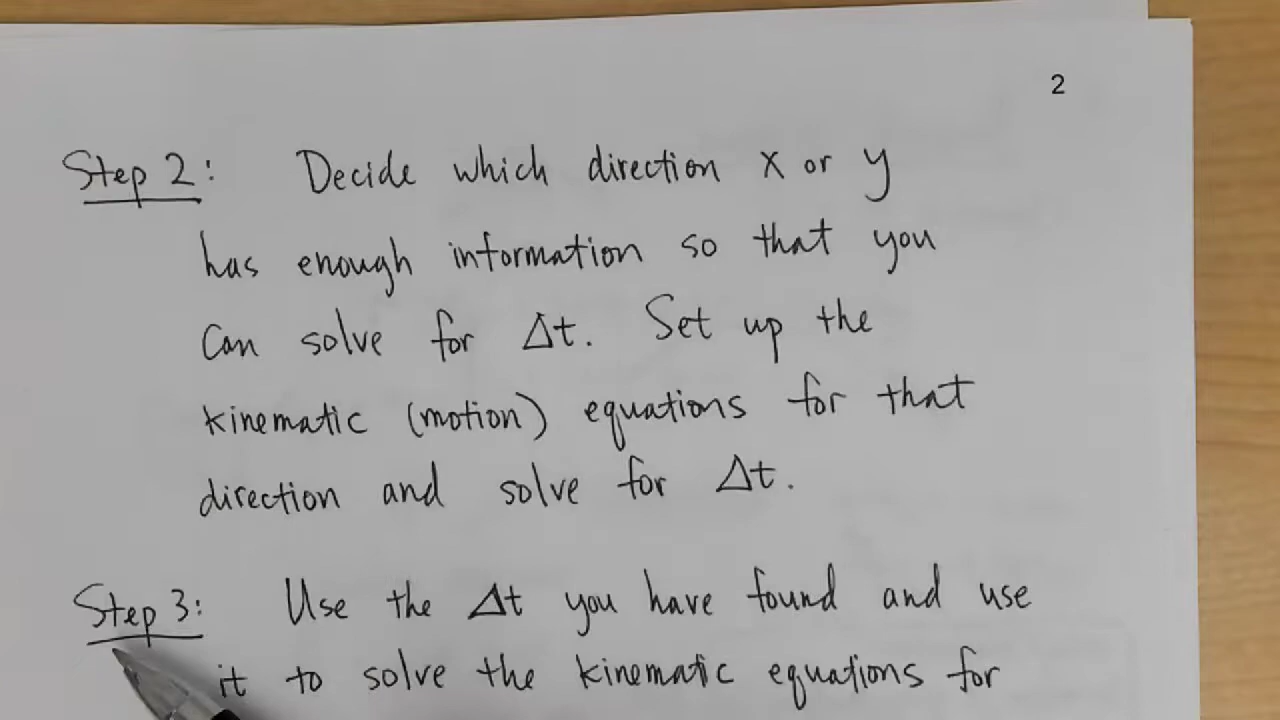 2
Step 2: Decide which direction x or y
has enough information so that you
can solve for Δt. Set up the
kinematic (motion) equations for that
direction and solve for Δt.
Step 3: Use the Δt you have found and use
it to solve the kinematic equations for